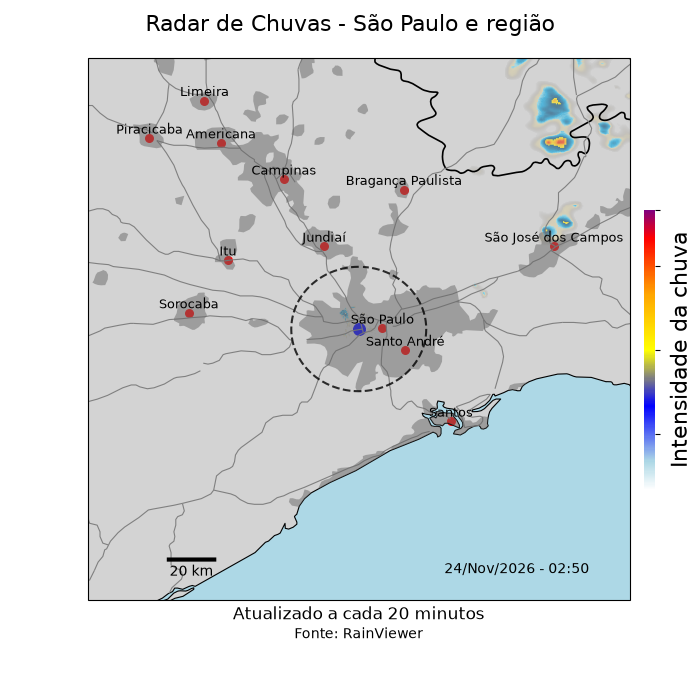 Radar de Chuvas - São Paulo e região
Limeira
Piracicaba
Americana
Campinas
Bragança Paulista
Jundiaí
São José dos Campos
Itu
Sorocaba
São Paulo
Santo André
Santos
20 km
24/Nov/2026 - 02:50
Intensidade da chuva
Atualizado a cada 20 minutos
Fonte: RainViewer